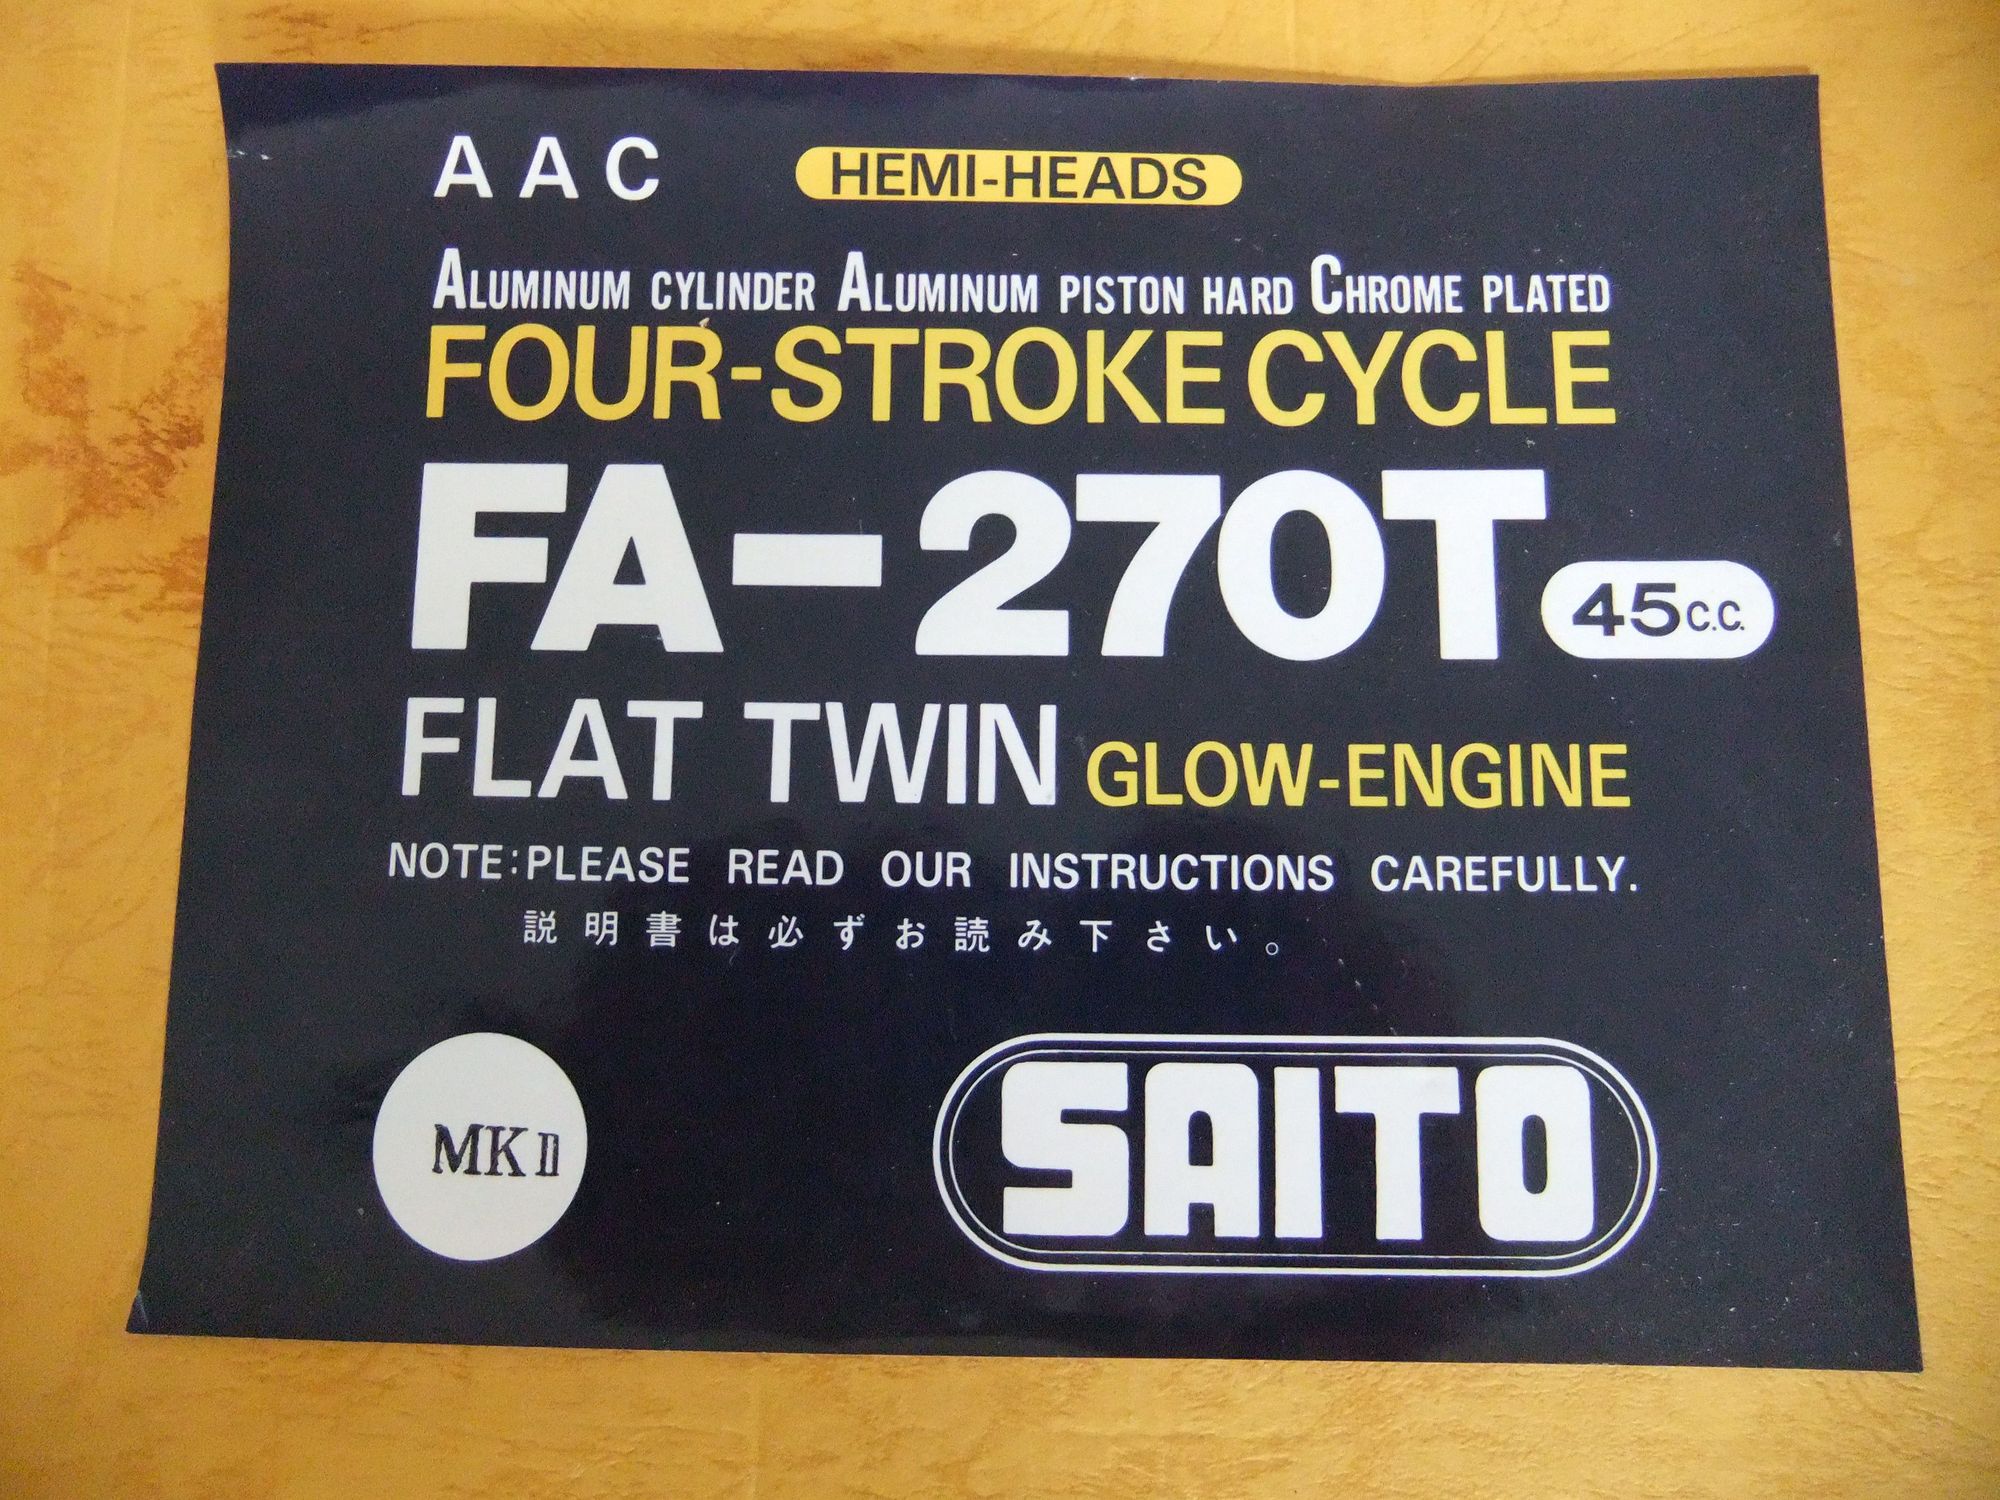 AAC HEMI-HEADS
ALUMINUM CYLINDER ALUMINUM PISTON HARD CHROME PLATED
FOUR-STROKE CYCLE
FA-270T 45C.C.
FLAT TWIN GLOW-ENGINE
NOTE:PLEASE READ OUR INSTRUCTIONS CAREFULLY.
説明書は必ずお読み下さい。
MKⅡ SAITO